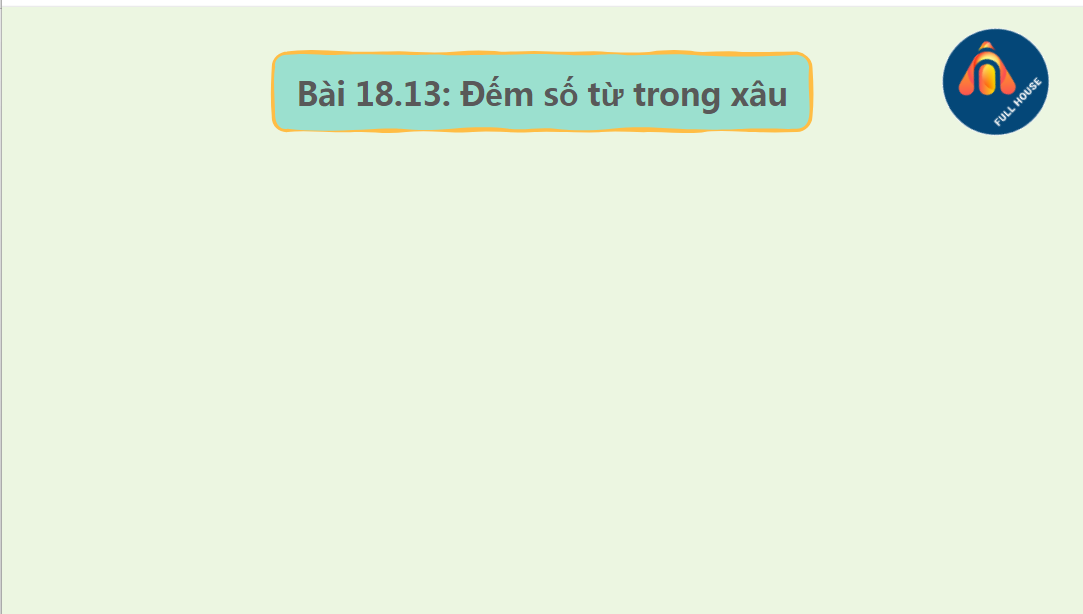 Bài 18.13: Đếm số từ trong xâu
FULL HOUSE